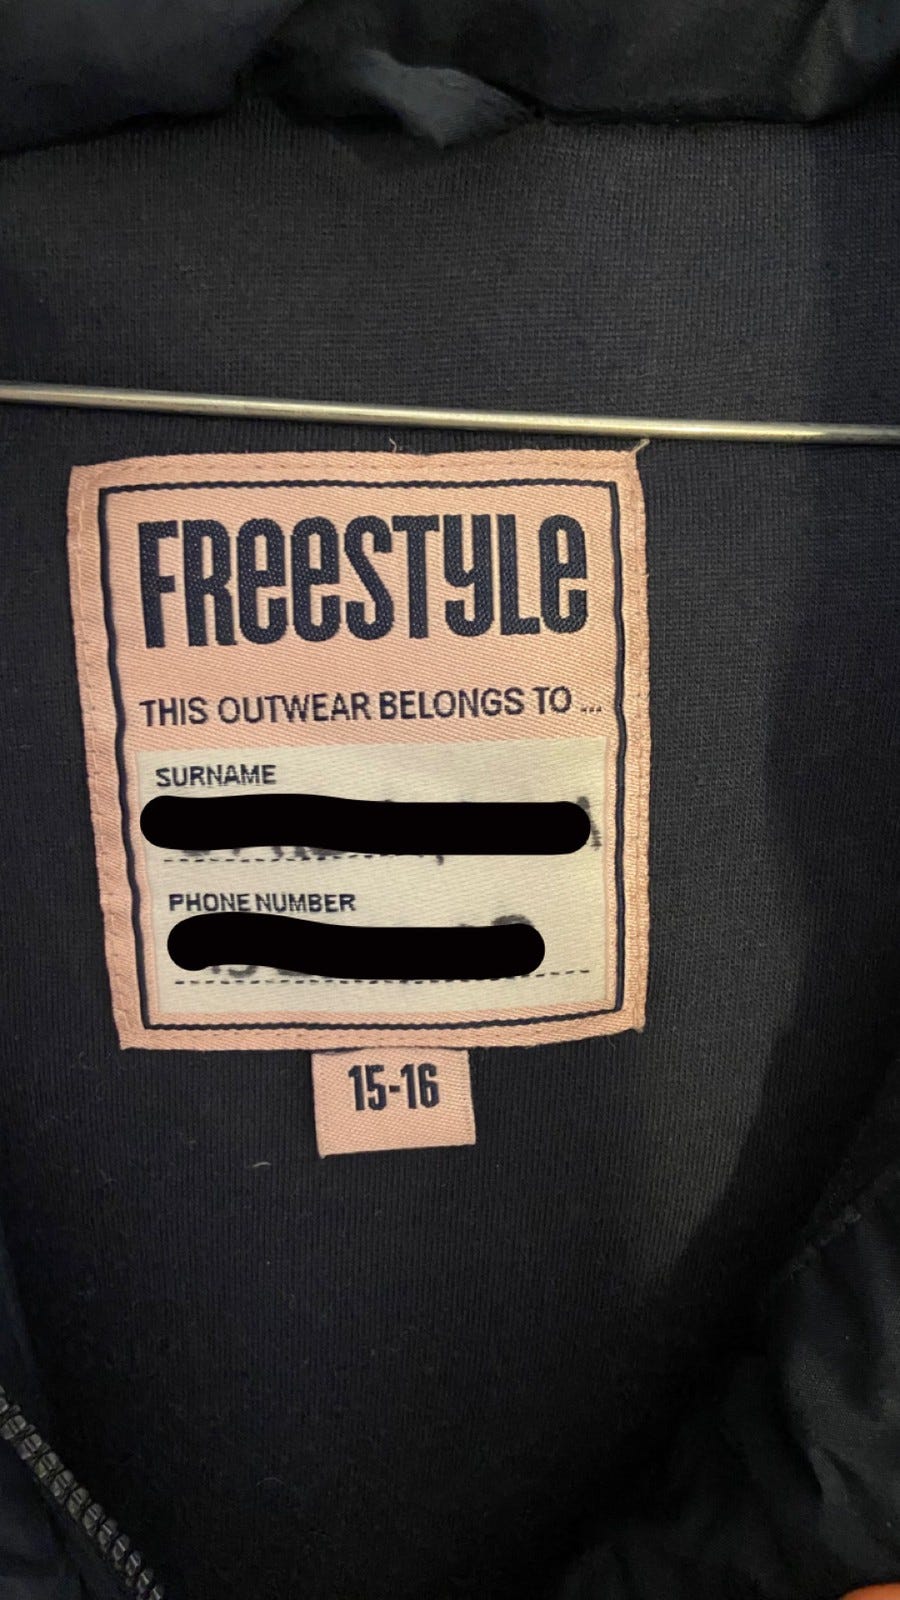 FReeSTYLe
THIS OUTWEAR BELONGS TO ...
SURNAME
PHONE NUMBER
15-16